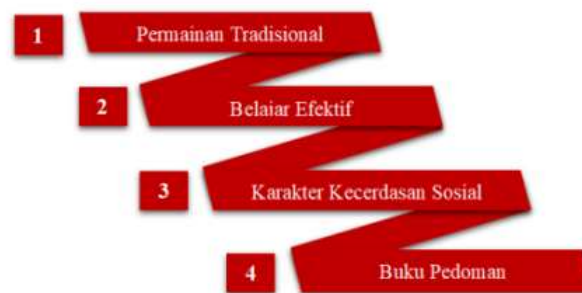 1 Permainan Tradisional
2 Belaiar Efektif
3 Karakter Kecerdasan Sosial
4 Buku Pedoman